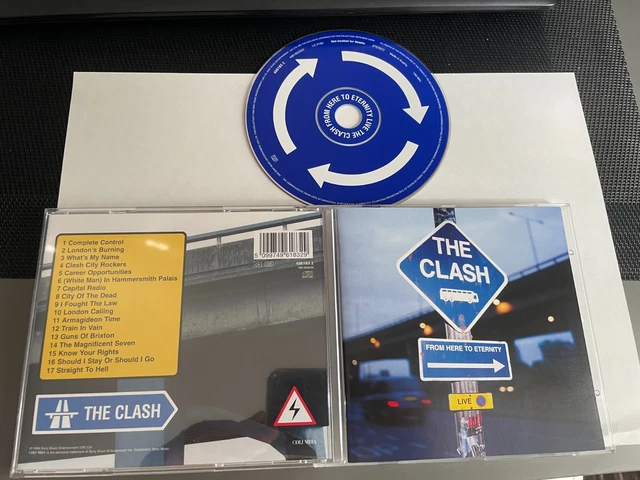 THE CLASH FROM HERE TO ETERNITY LIVE
1 Complete Control
2 London's Burning
3 What's My Name
4 Clash City Rockers
5 Career Opportunities
6 (White Man) In Hammersmith Palais
7 Capital Radio
8 City Of The Dead
9 I Fought The Law
10 London Calling
11 Armagideon Time
12 Train In Vain
13 Guns Of Brixton
14 The Magnificent Seven
15 Know Your Rights
16 Should I Stay Or Should I Go
17 Straight To Hell
THE CLASH
5 099749 618329
COLUMBIA
THE
CLASH
FROM HERE TO ETERNITY
LIVE